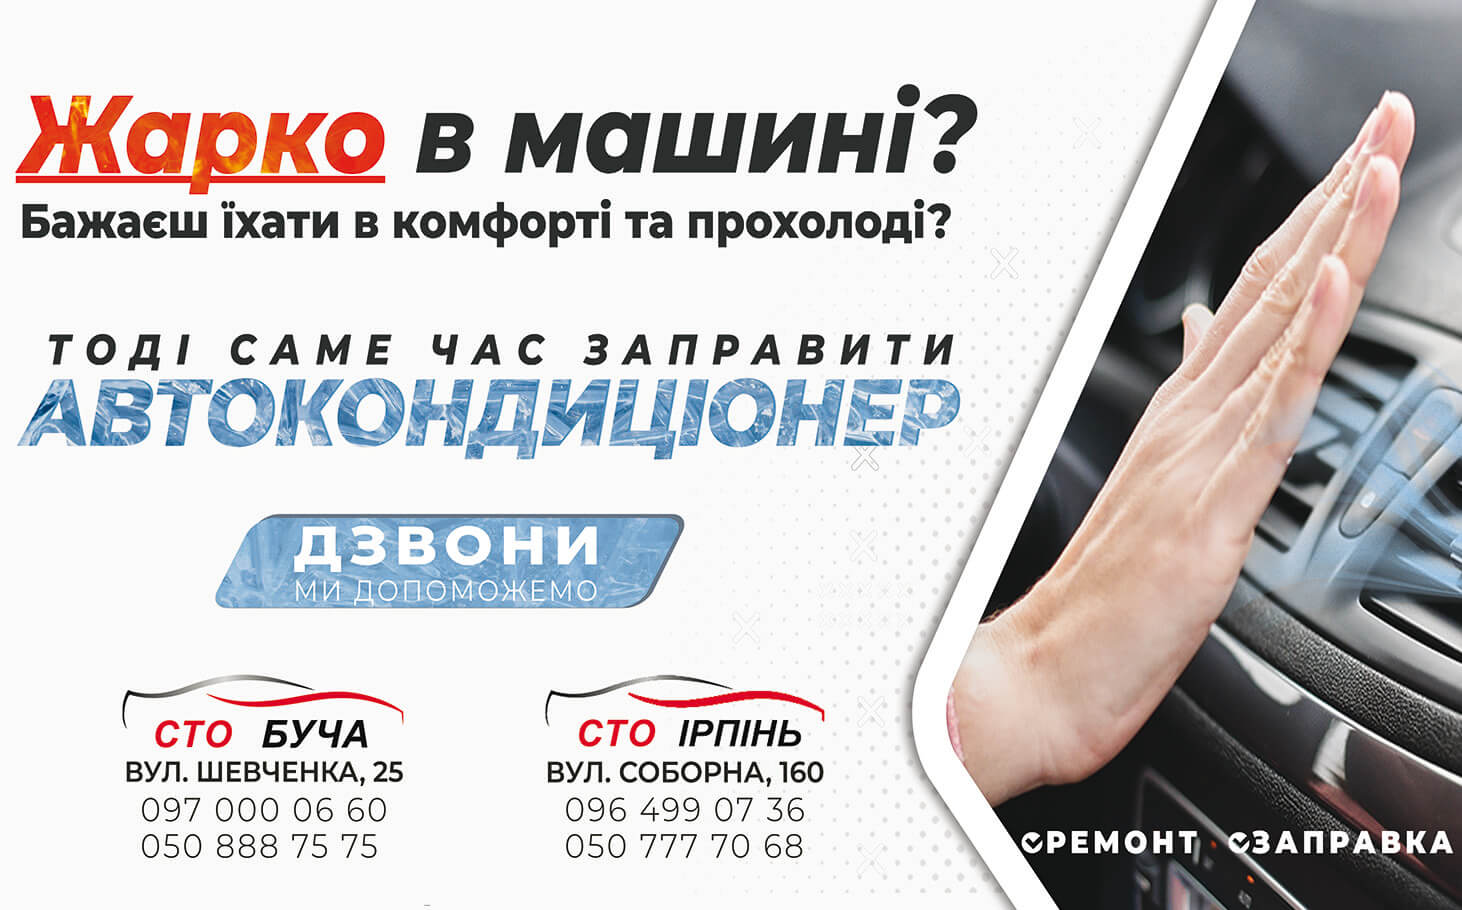 Жарко в машині?
Бажаєш їхати в комфорті та прохолоді?
ТОДІ САМЕ ЧАС ЗАПРАВИТИ
АВТОКОНДИЦІОНЕР
ДЗВОНИ
МИ ДОПОМОЖЕМО
СТО БУЧА
ВУЛ. ШЕВЧЕНКА, 25
097 000 06 60
050 888 75 75
СТО ІРПІНЬ
ВУЛ. СОБОРНА, 160
096 499 07 36
050 777 70 68
РЕМОНТ ЗАПРАВКА